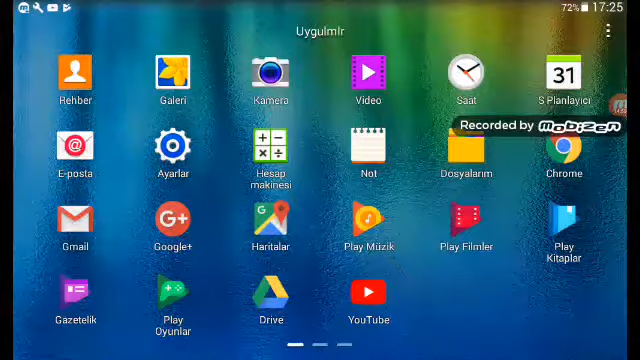 72% 17:25
Uygulmlr
31
Rehber Galeri Kamera Video Saat S Planlayıcı
Recorded by MOBIZEN
E-posta Ayarlar Hesap makinesi Not Dosyalarım Chrome
Gmail Google+ Haritalar Play Müzik Play Filmler Play Kitaplar
Gazetelik Play Oyunlar Drive YouTube